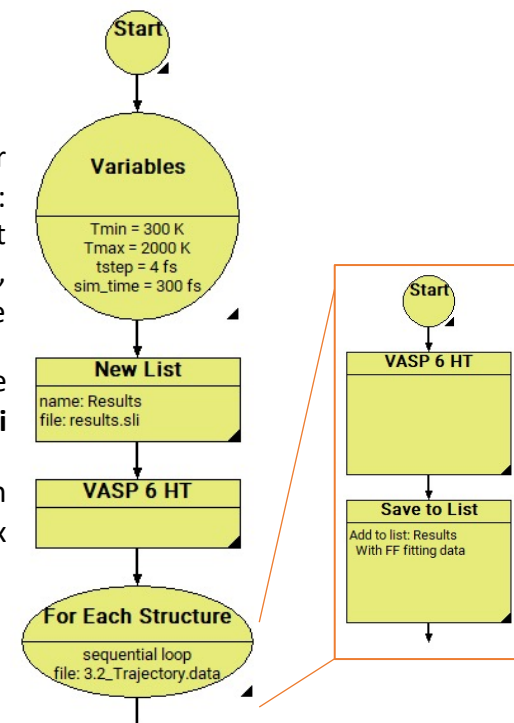 Start
Variables
Tmin = 300 K
Tmax = 2000 K
tstep = 4 fs
sim_time = 300 fs
New List
name: Results
file: results.sli
VASP 6 HT
For Each Structure
sequential loop
file: 3.2_Trajectory.data
Start
VASP 6 HT
Save to List
Add to list: Results
With FF fitting data
r
:
t
,
e
e
i
n
x